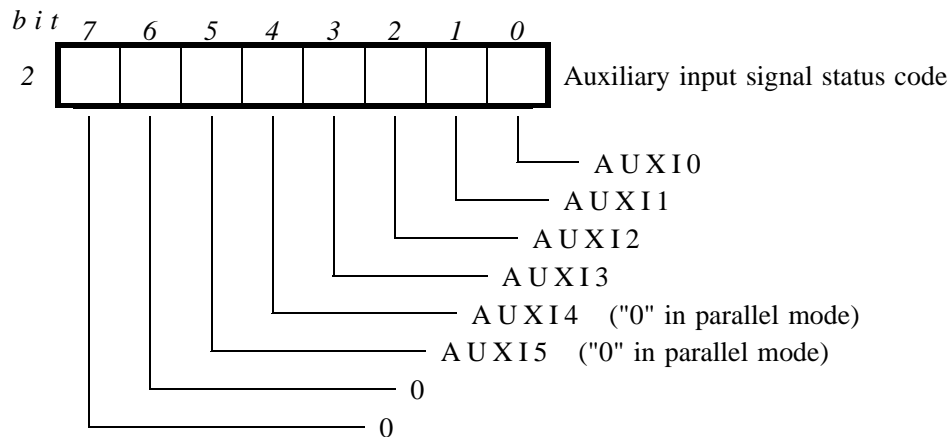 bit 7 6 5 4 3 2 1 0
2 Auxiliary input signal status code
AUXI0
AUXI1
AUXI2
AUXI3
AUXI4 ("0" in parallel mode)
AUXI5 ("0" in parallel mode)
0
0